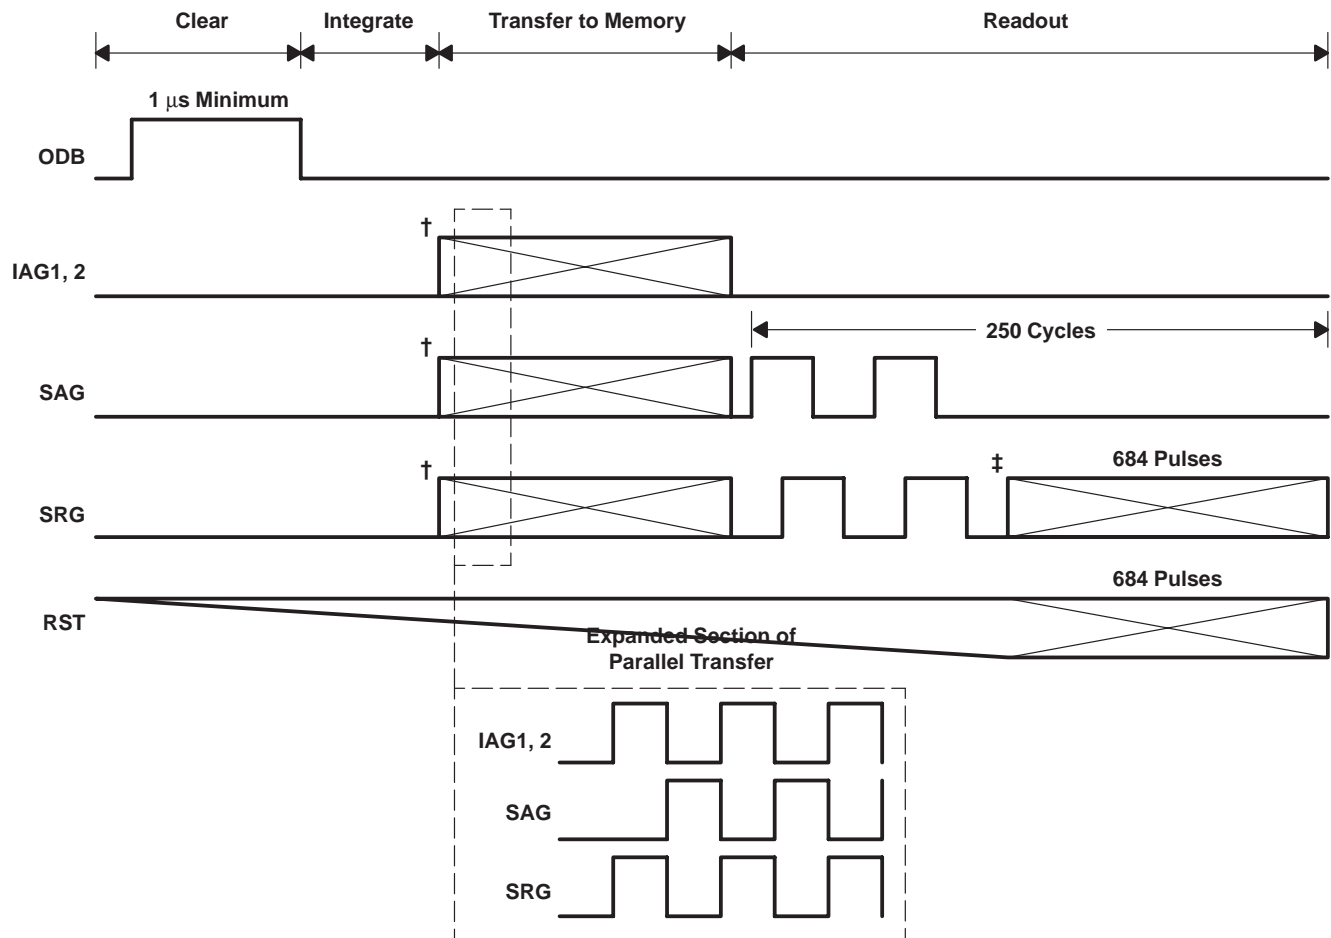 Clear
Integrate
Transfer to Memory
Readout
1 μs Minimum
ODB
†
IAG1, 2
250 Cycles
†
SAG
†
‡
684 Pulses
SRG
684 Pulses
RST
Expanded Section of
Parallel Transfer
IAG1, 2
SAG
SRG